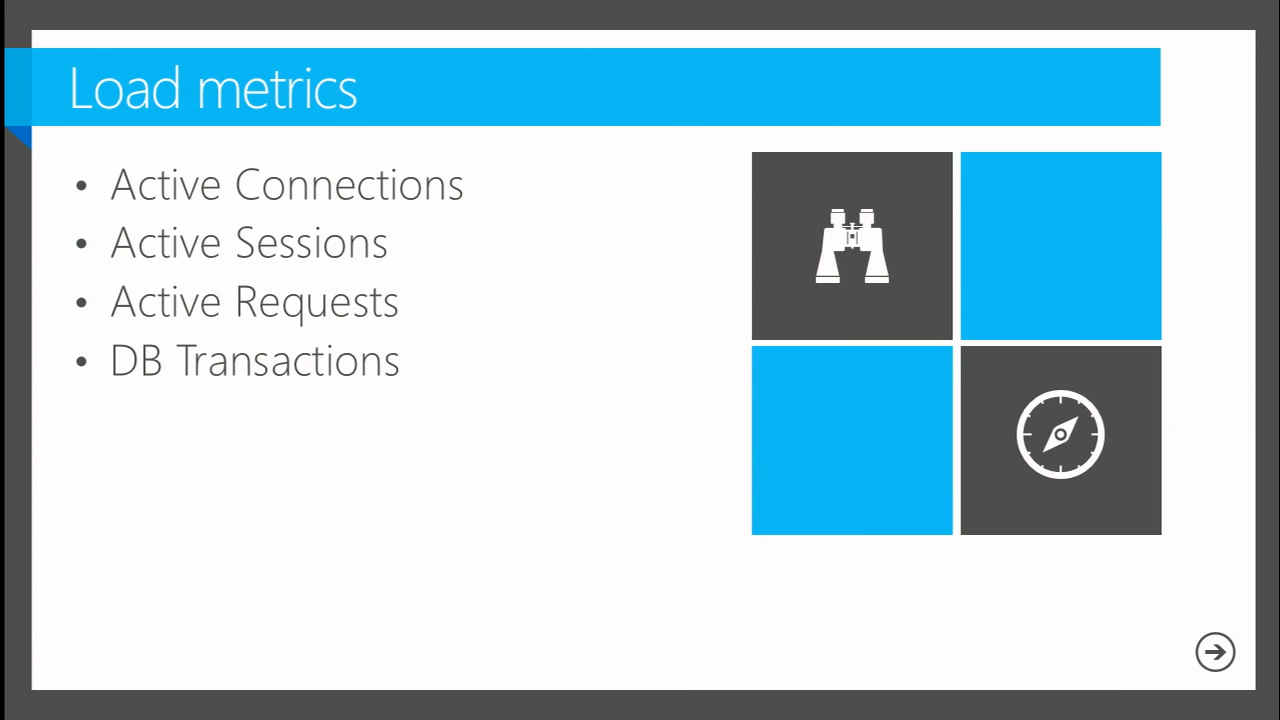 Load metrics
• Active Connections
• Active Sessions
• Active Requests
• DB Transactions